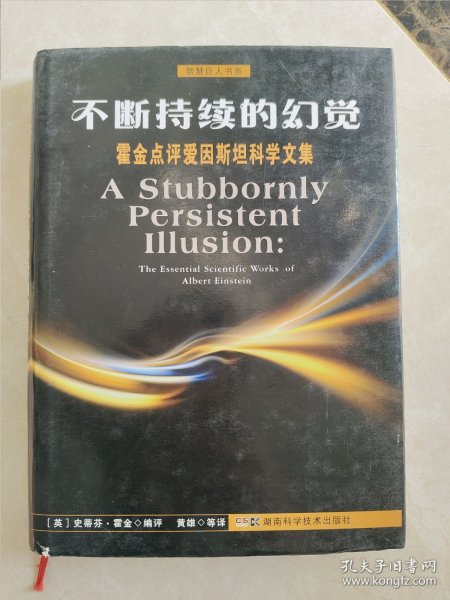 智慧巨人书系
不断持续的幻觉
霍金点评爱因斯坦科学文集
A Stubbornly
Persistent
Illusion:
The Essential Scientific Works of
Albert Einstein
[英]史蒂芬·霍金◇编评 黄雄◇等译 湖南科学技术出版社
孔夫子旧书网
www.kongfz.com